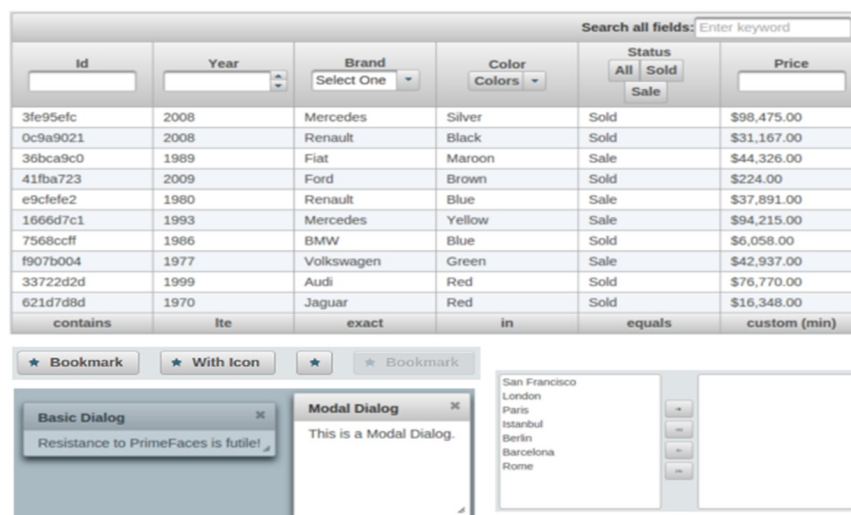 Search all fields: Enter keyword
Id Year Brand Color Status Price
Select One Colors All Sold
Sale
3fe95efc 2008 Mercedes Silver Sold $98,475.00
0c9a9021 2008 Renault Black Sold $31,167.00
36bca9c0 1989 Fiat Maroon Sale $44,326.00
41fba723 2009 Ford Brown Sold $224.00
e9cfefe2 1980 Renault Blue Sale $37,891.00
1666d7c1 1993 Mercedes Yellow Sale $94,215.00
7568ccff 1986 BMW Blue Sold $6,058.00
f907b004 1977 Volkswagen Green Sale $42,937.00
33722d2d 1999 Audi Red Sold $76,770.00
621d7d8d 1970 Jaguar Red Sold $16,348.00
contains lte exact in equals custom (min)
Bookmark With Icon Bookmark
Basic Dialog
Resistance to PrimeFaces is futile!
Modal Dialog
This is a Modal Dialog.
San Francisco
London
Paris
Istanbul
Berlin
Barcelona
Rome